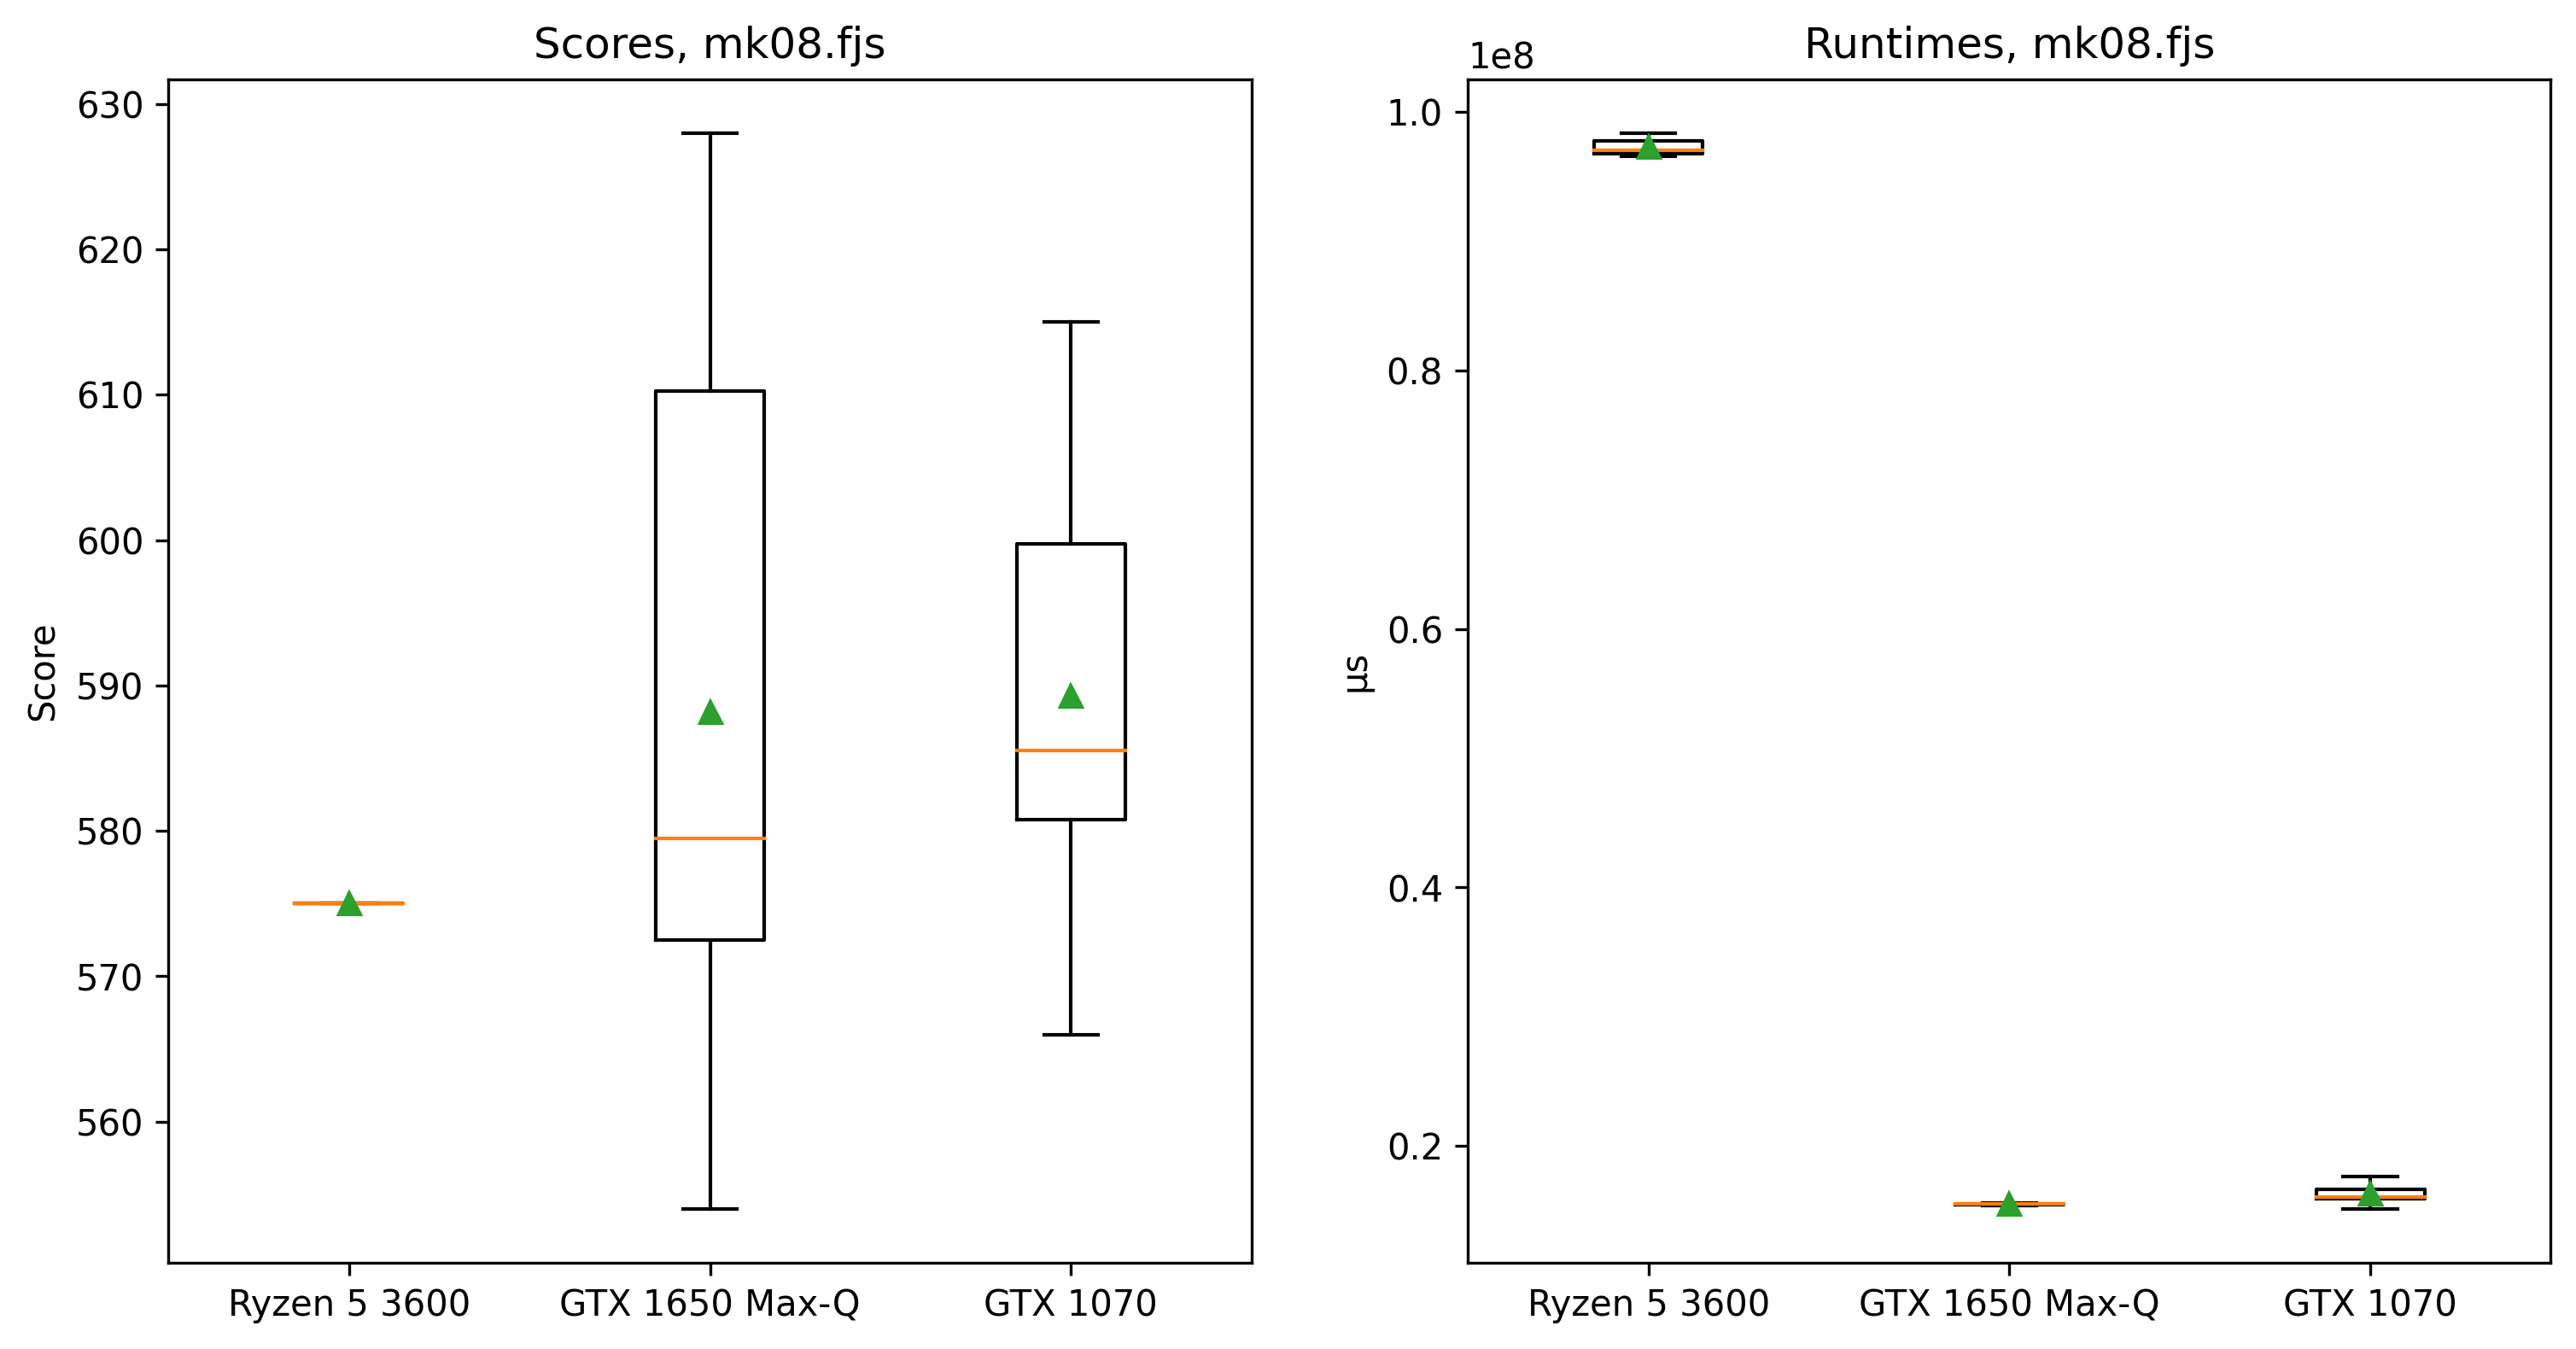 Scores, mk08.fjs
630
620
610
600
590
580
570
560
Score
Ryzen 5 3600
GTX 1650 Max-Q
GTX 1070
Runtimes, mk08.fjs
1e8
1.0
0.8
0.6
0.4
0.2
µs
Ryzen 5 3600
GTX 1650 Max-Q
GTX 1070